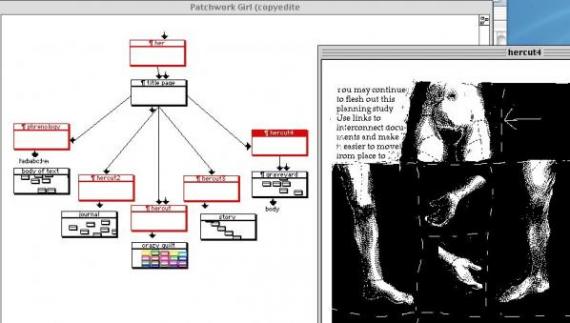 Patchwork Girl (copyedite
hercut4
¶ her
¶ title page
¶ phrenology
¶ hercut4
body of text
¶ hercut2
¶ hercut3
¶ graveyard
journal
¶ hercut
story
body
crazy quilt
You may continue
to flesh out this
planning study
Use links to
interconnect docu-
ments and make
it easier to move
from place to